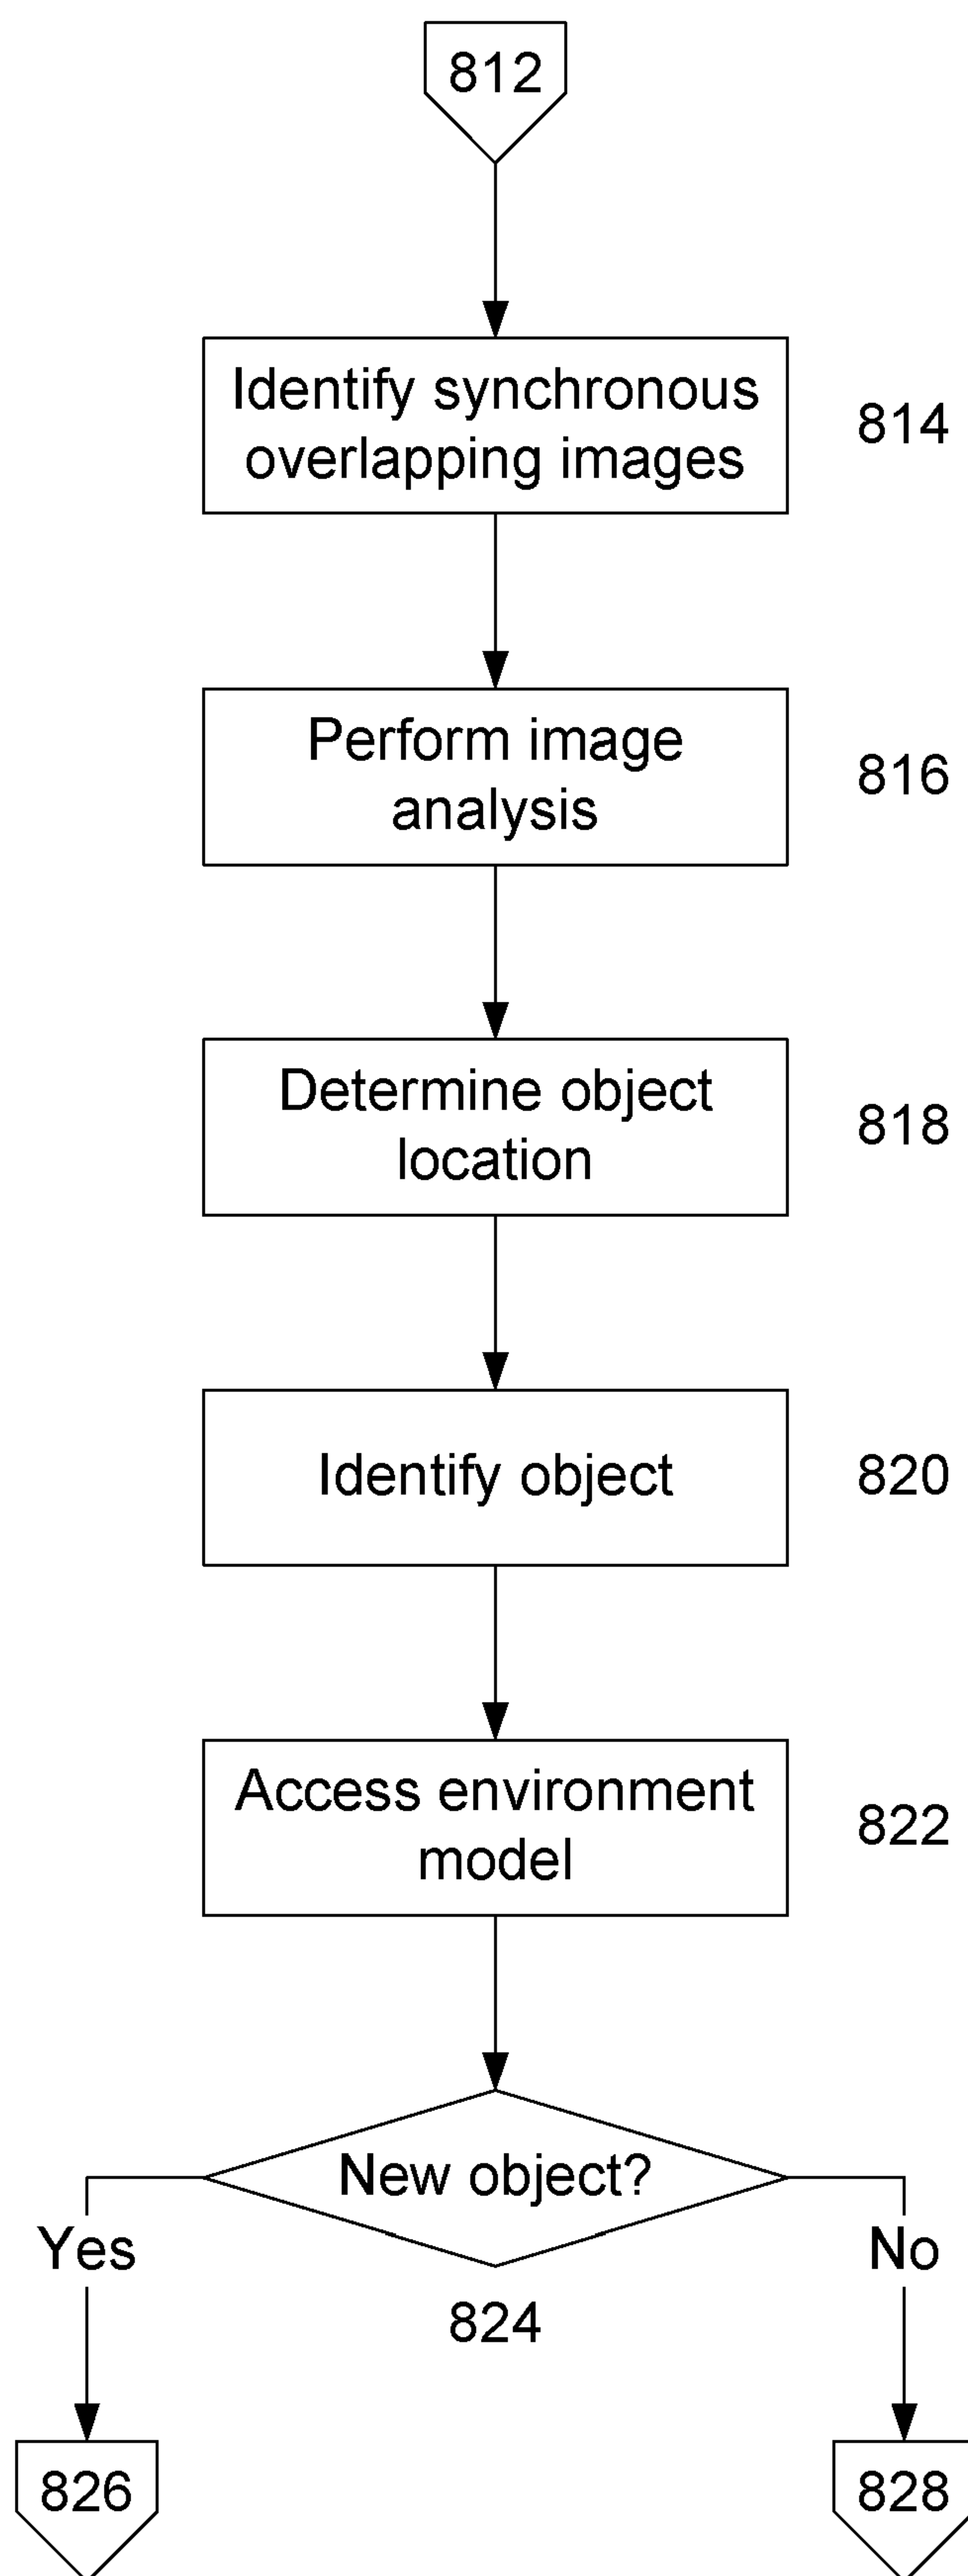 812
Identify synchronous
overlapping images
814
Perform image
analysis
816
Determine object
location
818
Identify object
820
Access environment
model
822
New object?
Yes
No
824
826
828